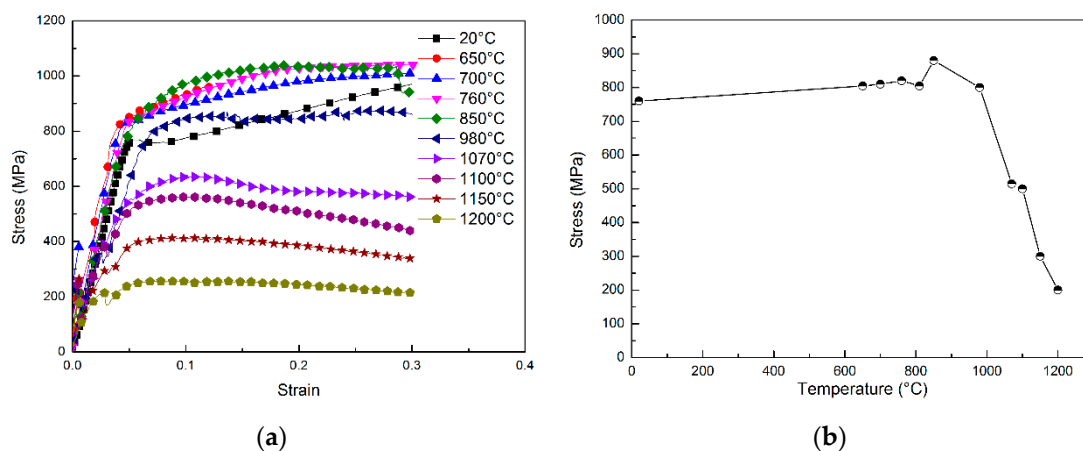 1200
1000
800
600
400
200
0
Stress (MPa)
0.0
0.1
0.2
0.3
0.4
Strain
20°C
650°C
700°C
760°C
850°C
980°C
1070°C
1100°C
1150°C
1200°C
(a)
1000
900
800
700
600
500
400
300
200
100
0
Stress (MPa)
0
200
400
600
800
1000
1200
Temperature (°C)
(b)